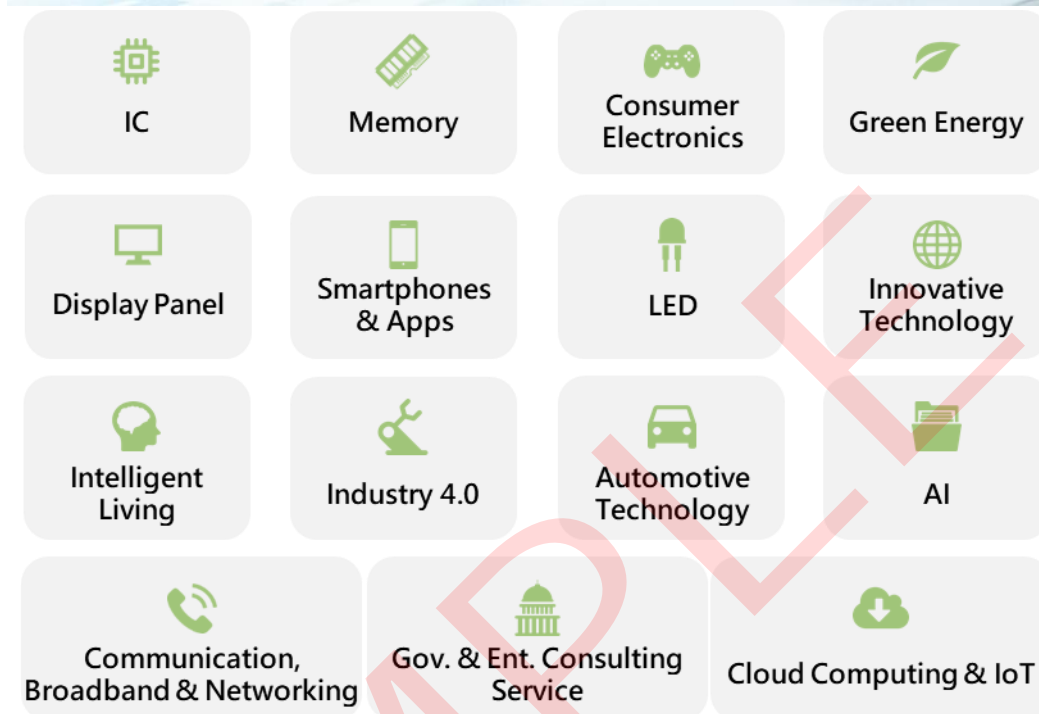 IC
Memory
Consumer
Electronics
Green Energy
Display Panel
Smartphones
& Apps
LED
Innovative
Technology
Intelligent
Living
Industry 4.0
Automotive
Technology
AI
Communication,
Broadband & Networking
Gov. & Ent. Consulting
Service
Cloud Computing & IoT
MPLE